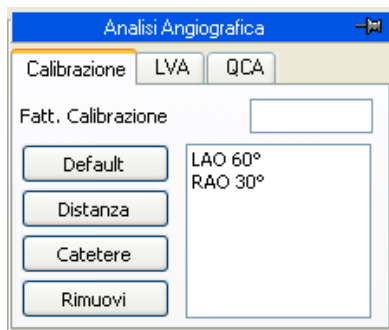 Analisi Angiografica
Calibrazione LVA QCA
Fatt. Calibrazione
Default
Distanza
Catetere
Rimuovi
LAO 60°
RAO 30°